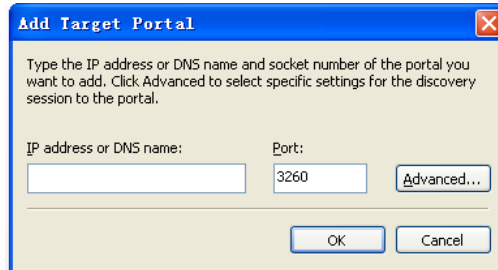 Add Target Portal
Type the IP address or DNS name and socket number of the portal you
want to add. Click Advanced to select specific settings for the discovery
session to the portal.
IP address or DNS name:
Port:
3260
Advanced...
OK
Cancel